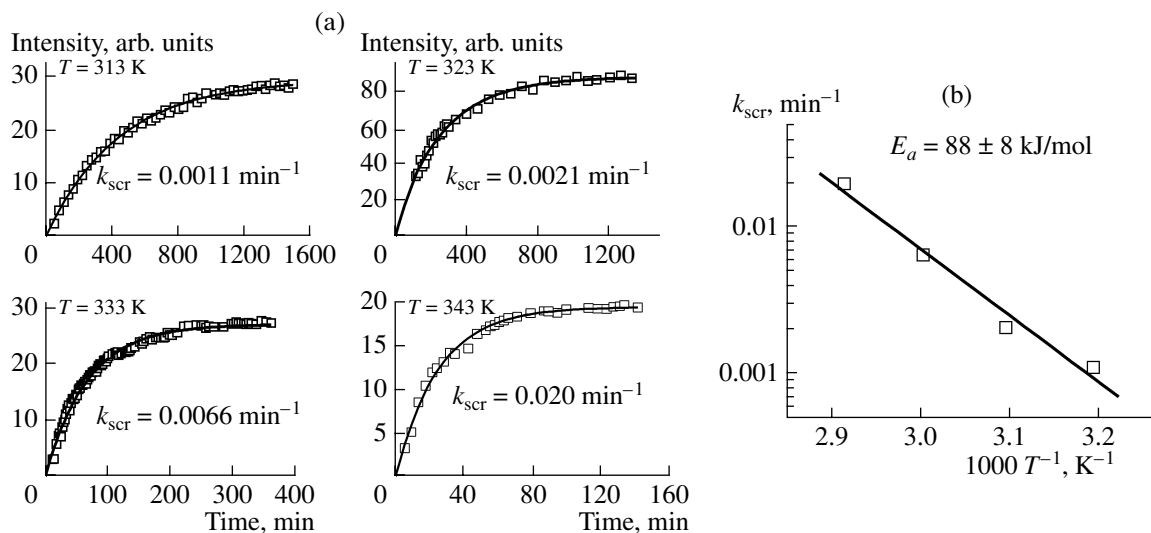 (a)
Intensity, arb. units
T = 313 K
30
20
10
0
400
800
1200
1600
k_scr = 0.0011 min⁻¹
Intensity, arb. units
T = 323 K
80
60
40
20
0
400
800
1200
k_scr = 0.0021 min⁻¹
30
T = 333 K
20
10
0
100
200
300
400
k_scr = 0.0066 min⁻¹
Time, min
20
T = 343 K
15
10
5
0
40
80
120
160
k_scr = 0.020 min⁻¹
Time, min
(b)
k_scr, min⁻¹
E_a = 88 ± 8 kJ/mol
0.01
0.001
2.9
3.0
3.1
3.2
1000 T⁻¹, K⁻¹